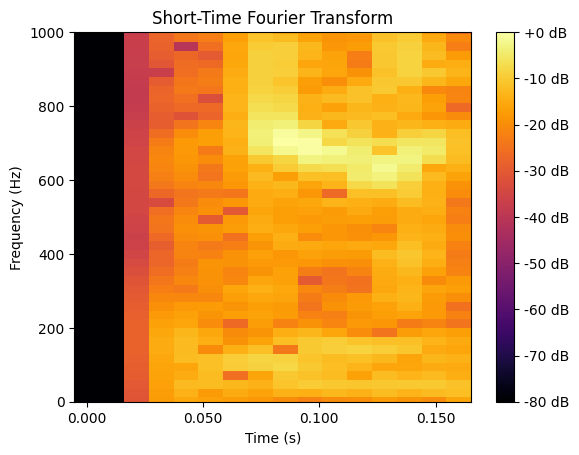 Short-Time Fourier Transform
1000
800
600
400
200
0
Frequency (Hz)
0.000
0.050
0.100
0.150
Time (s)
+0 dB
-10 dB
-20 dB
-30 dB
-40 dB
-50 dB
-60 dB
-70 dB
-80 dB